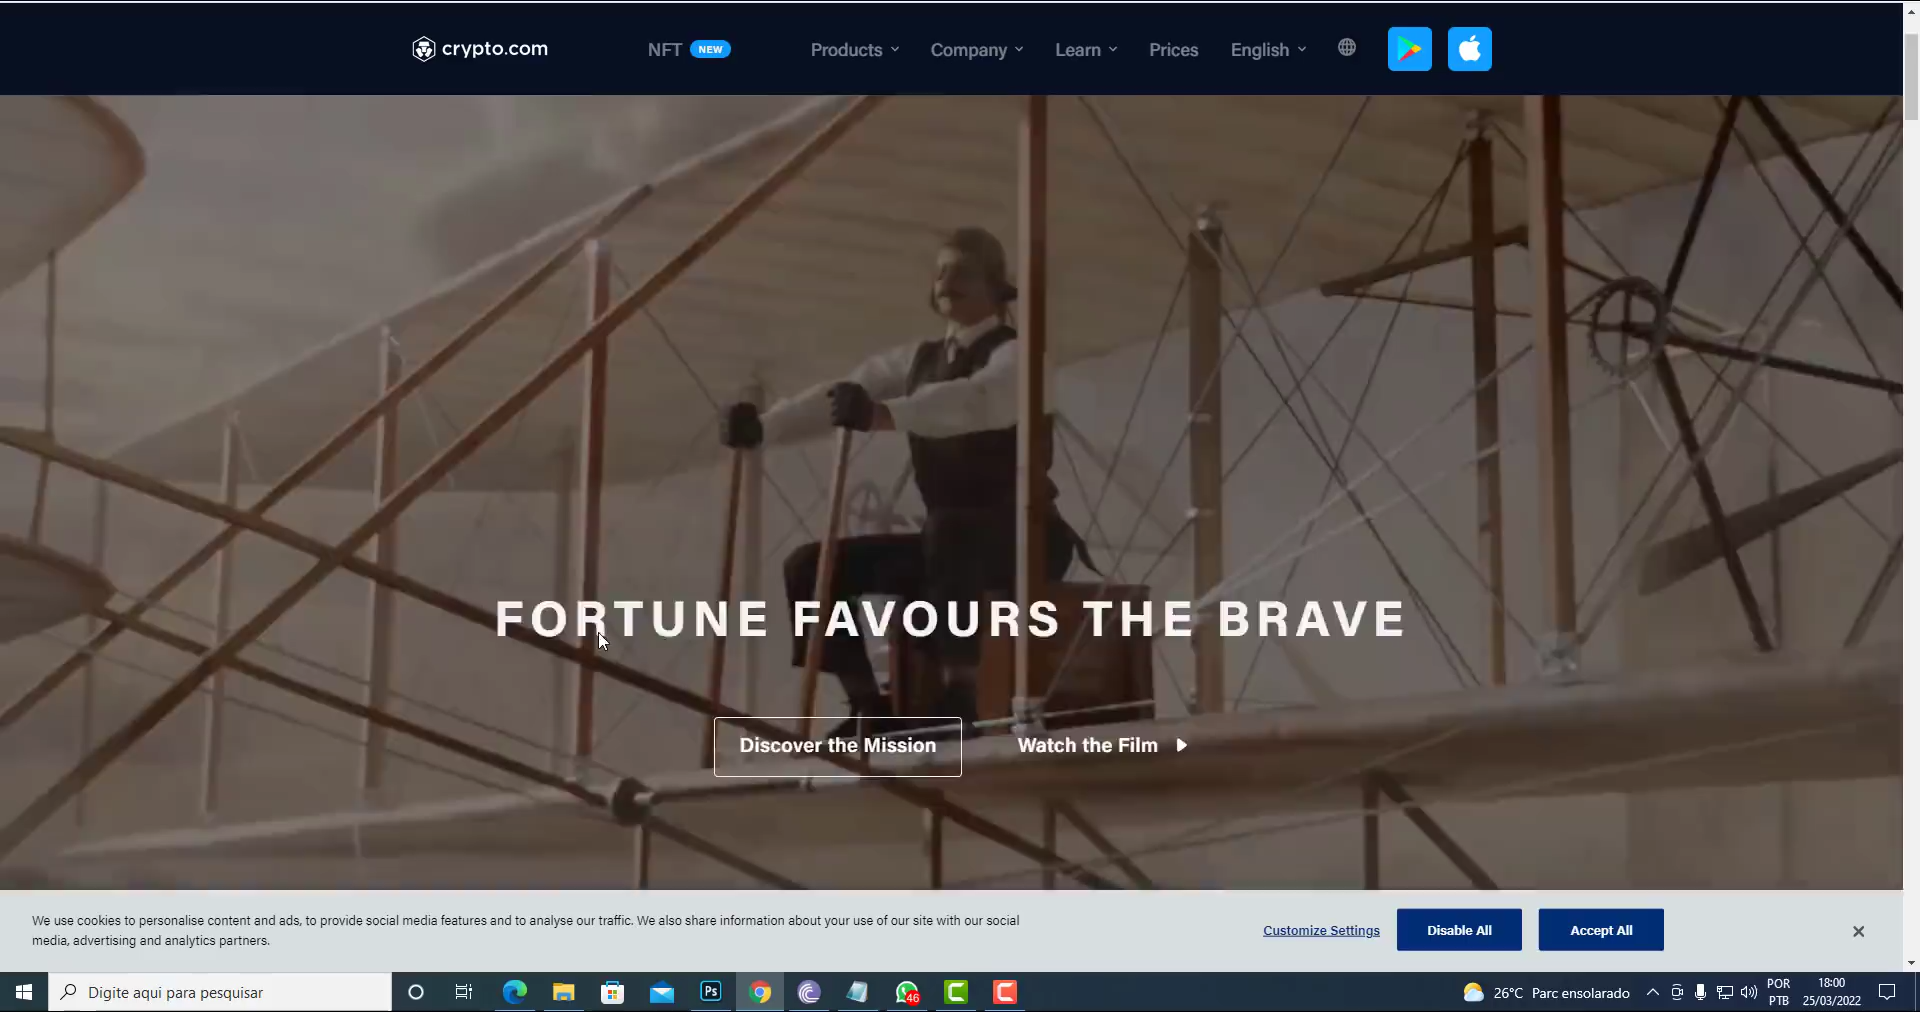 crypto.com
NFT NEW
Products
Company
Learn
Prices
English
FORTUNE FAVOURS THE BRAVE
Discover the Mission
Watch the Film
We use cookies to personalise content and ads, to provide social media features and to analyse our traffic. We also share information about your use of our site with our social
media, advertising and analytics partners.
Customize Settings
Disable All
Accept All
Digite aqui para pesquisar
Ps
46
26°C Parc ensolarado
POR
PTB
18:00
25/03/2022